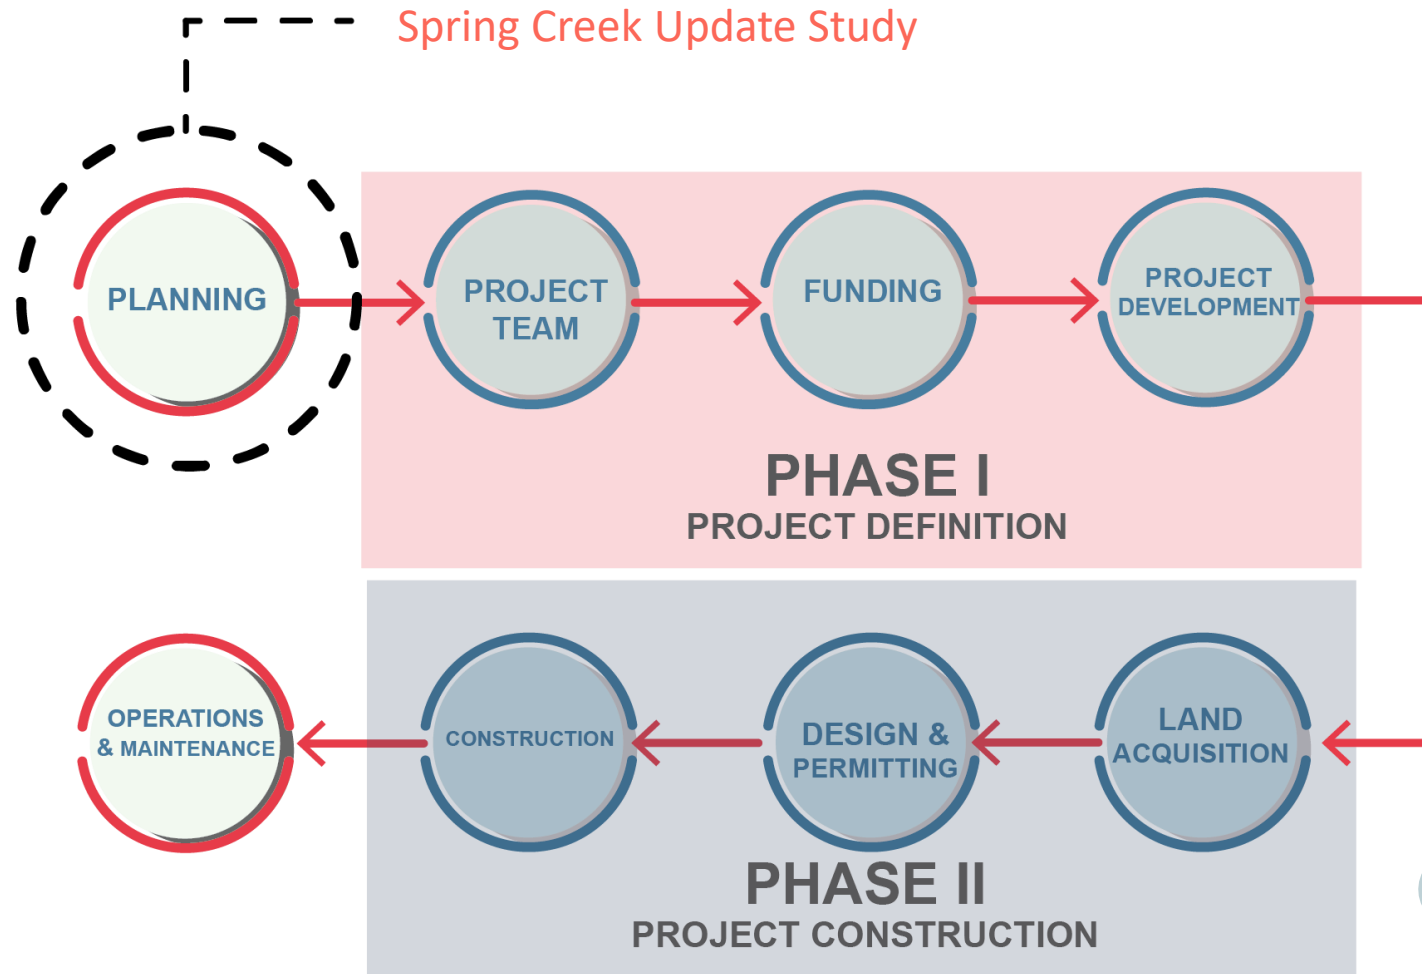 Spring Creek Update Study
PLANNING
PROJECT
TEAM
FUNDING
PROJECT
DEVELOPMENT
PHASE I
PROJECT DEFINITION
OPERATIONS
& MAINTENANCE
CONSTRUCTION
DESIGN &
PERMITTING
LAND
ACQUISITION
PHASE II
PROJECT CONSTRUCTION